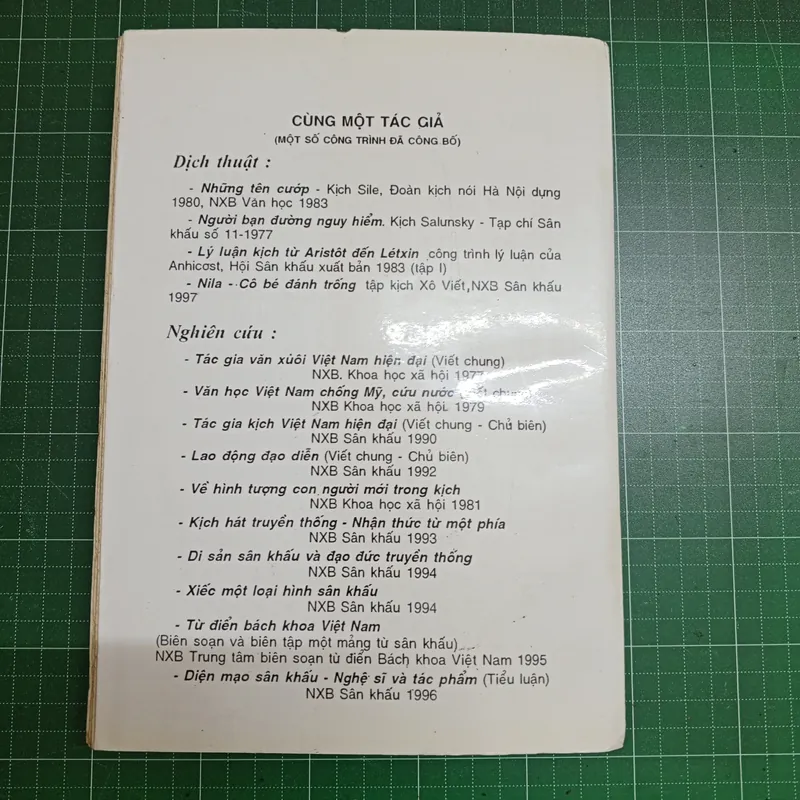 CÙNG MỘT TÁC GIẢ
(MỘT SỐ CÔNG TRÌNH ĐÃ CÔNG BỐ)
Dịch thuật :
- Những tên cướp - Kịch Sile, Đoàn kịch nói Hà Nội dựng
1980, NXB Văn học 1983
- Người bạn đường nguy hiểm. Kịch Salunsky - Tạp chí Sân
khấu số 11-1977
- Lý luận kịch từ Aristôt đến Létxin công trình lý luận của
Anhicơst, Hội Sân khấu xuất bản 1983 (tập I)
- Nila - Cô bé đánh trống tập kịch Xô Viết, NXB Sân khấu
1997
Nghiên cứu :
- Tác gia văn xuôi Việt Nam hiện đại (Viết chung)
NXB. Khoa học xã hội 1977
- Văn học Việt Nam chống Mỹ, cứu nước (Viết chung)
NXB Khoa học xã hội. 1979
- Tác gia kịch Việt Nam hiện đại (Viết chung - Chủ biên)
NXB Sân khấu 1990
- Lao động đạo diễn (Viết chung - Chủ biên)
NXB Sân khấu 1992
- Về hình tượng con người mới trong kịch
NXB Khoa học xã hội 1981
- Kịch hát truyền thống - Nhận thức từ một phía
NXB Sân khấu 1993
- Di sản sân khấu và đạo đức truyền thống
NXB Sân khấu 1994
- Xiếc một loại hình sân khấu
NXB Sân khấu 1994
- Từ điển bách khoa Việt Nam
(Biên soạn và biên tập một mảng từ sân khấu)
NXB Trung tâm biên soạn từ điển Bách khoa Việt Nam 1995
- Diện mạo sân khấu - Nghệ sĩ và tác phẩm (Tiểu luận)
NXB Sân khấu 1996